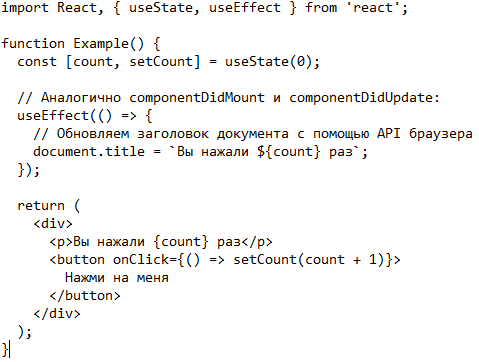 import React, { useState, useEffect } from 'react';

function Example() {
  const [count, setCount] = useState(0);

  // Аналогично componentDidMount и componentDidUpdate:
  useEffect(() => {
    // Обновляем заголовок документа с помощью API браузера
    document.title = `Вы нажали ${count} раз`;
  });

  return (
    <div>
      <p>Вы нажали {count} раз</p>
      <button onClick={() => setCount(count + 1)}>
        Нажми на меня
      </button>
    </div>
  );
}